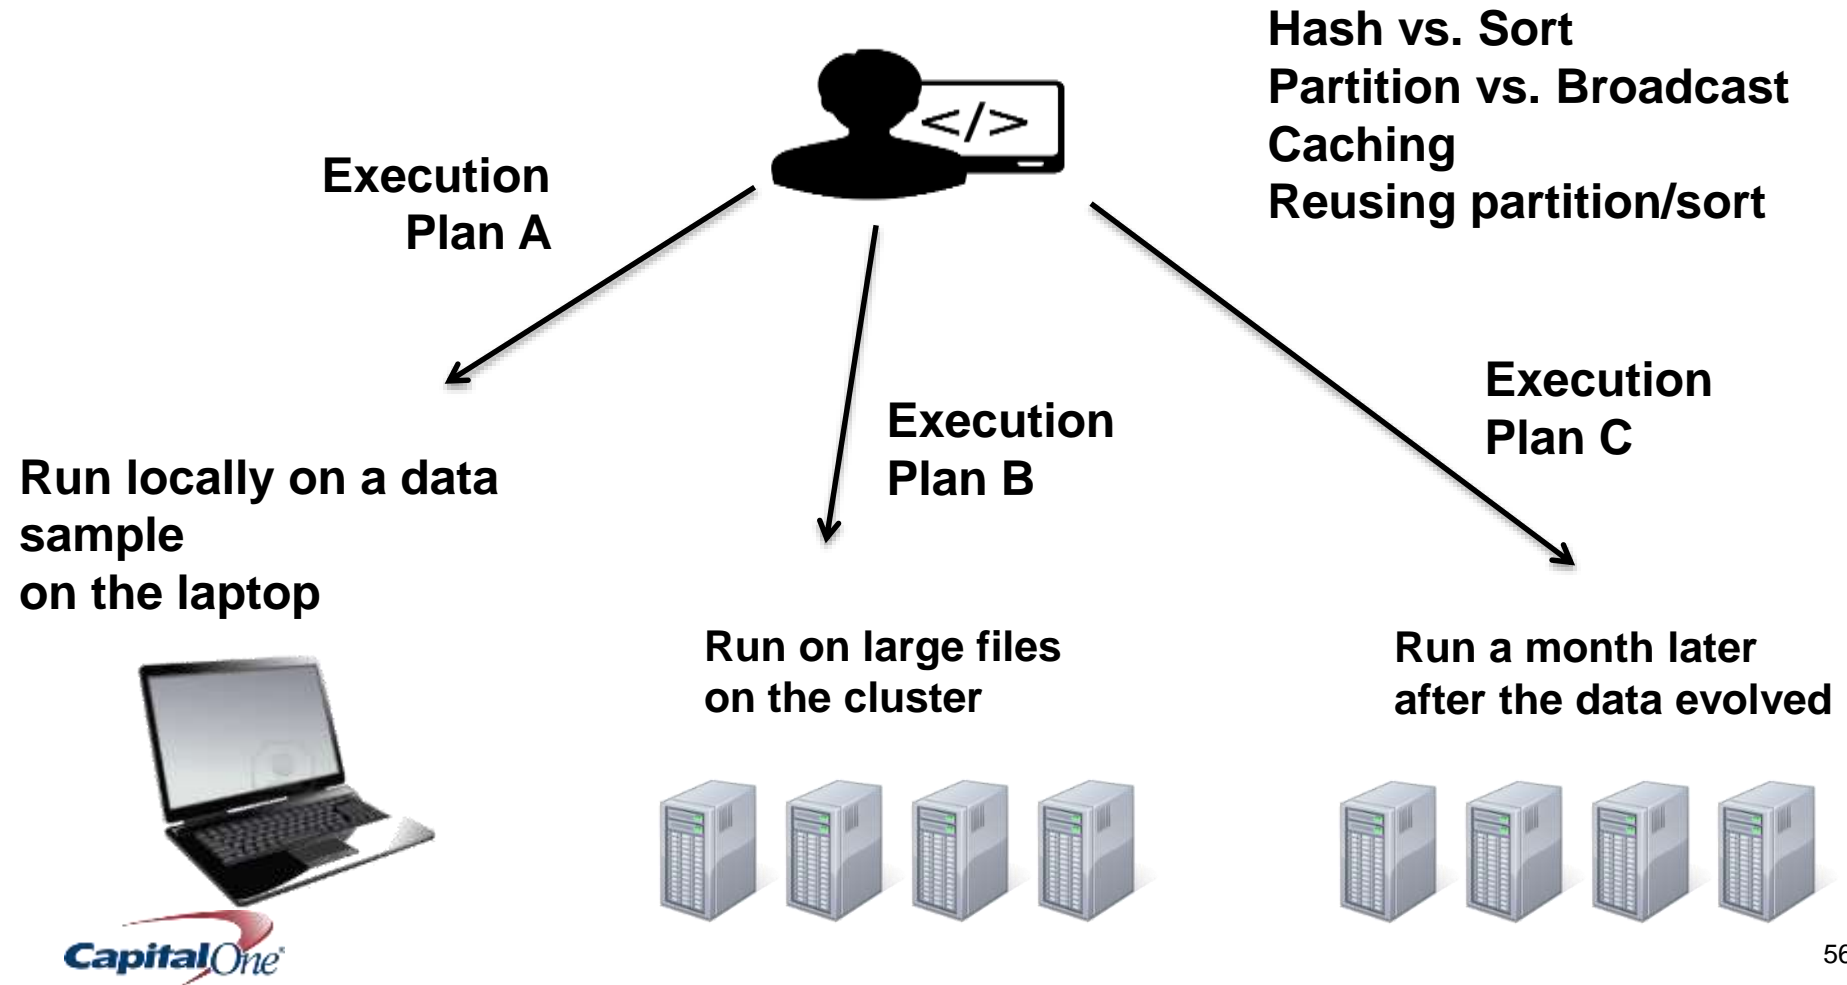 Hash vs. Sort
Partition vs. Broadcast
Caching
Reusing partition/sort
</>
Execution
Plan A
Execution
Plan B
Execution
Plan C
Run locally on a data
sample
on the laptop
Run on large files
on the cluster
Run a month later
after the data evolved
CapitalOne®
56